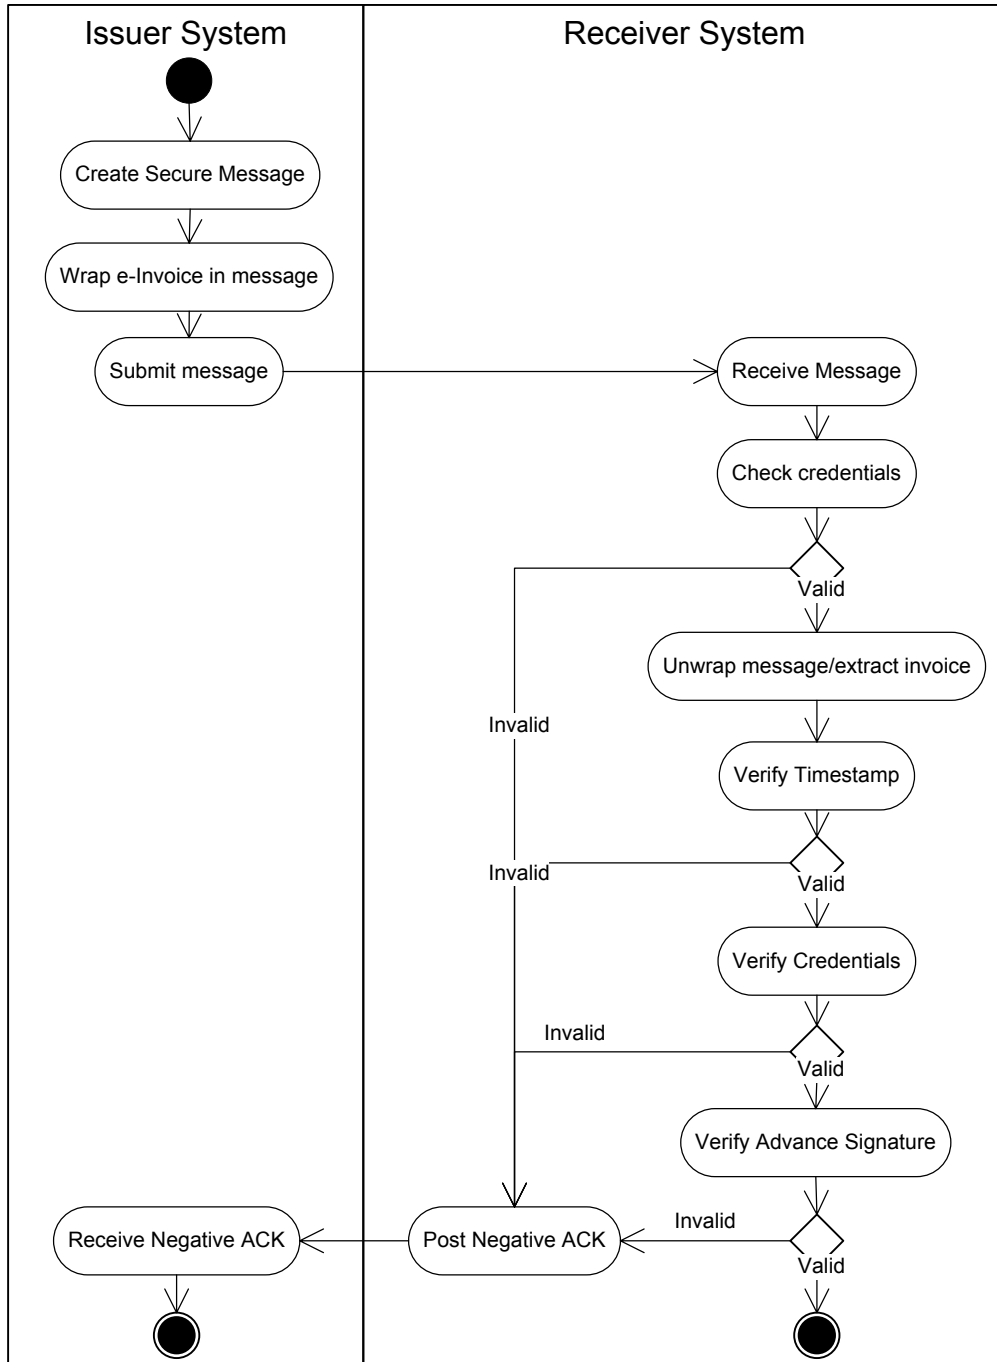 Issuer System
Receiver System
Create Secure Message
Wrap e-Invoice in message
Submit message
Receive Message
Check credentials
Valid
Unwrap message/extract invoice
Invalid
Verify Timestamp
Invalid
Valid
Verify Credentials
Invalid
Valid
Verify Advance Signature
Receive Negative ACK
Post Negative ACK
Invalid
Valid